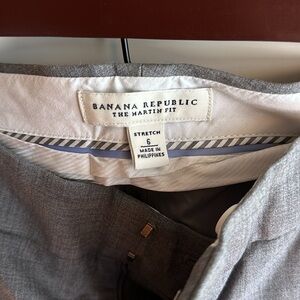 BANANA REPUBLIC
THE MARTIN FIT
STRETCH
6
MADE IN
PHILIPPINES